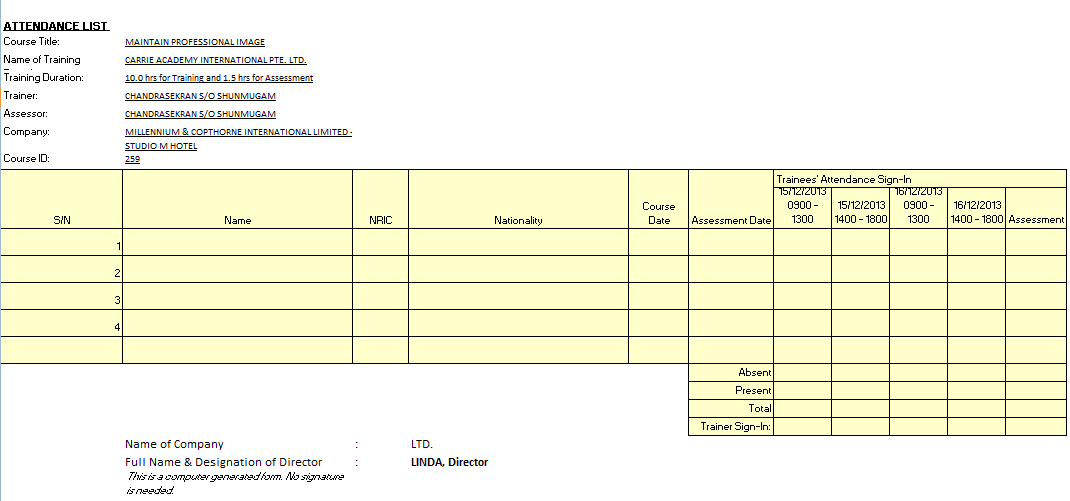 ATTENDANCE LIST
Course Title: MAINTAIN PROFESSIONAL IMAGE
Name of Training CARRIE ACADEMY INTERNATIONAL PTE. LTD.
Training Duration: 10.0 hrs for Training and 1.5 hrs for Assessment
Trainer: CHANDRASEKRAN S/O SHUNMUGAM
Assessor: CHANDRASEKRAN S/O SHUNMUGAM
Company: MILLENNIUM & COPTHORNE INTERNATIONAL LIMITED -
STUDIO M HOTEL
Course ID: 259
Trainees' Attendance Sign-In
S/N Name NRIC Nationality Course Date Assessment Date 15/12/2013 0900 - 1300 15/12/2013 1400 - 1800 16/12/2013 0900 - 1300 16/12/2013 1400 - 1800 Assessment
1
2
3
4
Absent
Present
Total
Trainer Sign-In:
Name of Company : LTD.
Full Name & Designation of Director : LINDA, Director
This is a computer generated form. No signature
is needed.